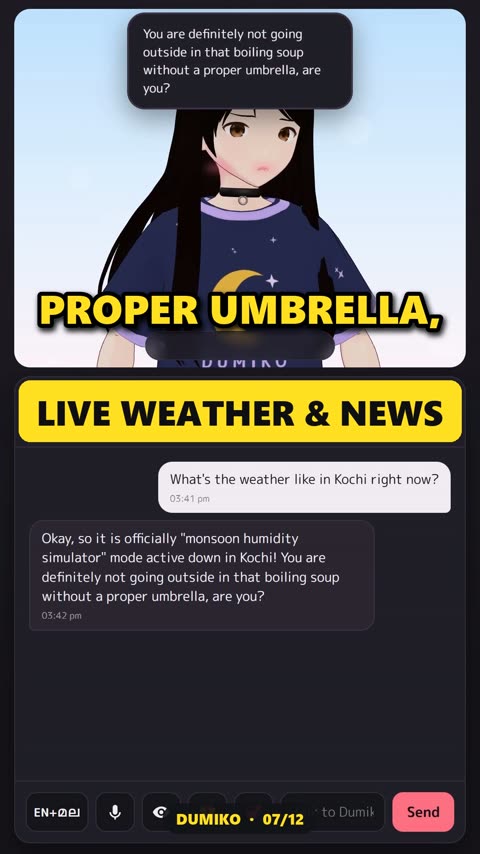 You are definitely not going
outside in that boiling soup
without a proper umbrella, are
you?
PROPER UMBRELLA,
DUMIKO
LIVE WEATHER & NEWS
What's the weather like in Kochi right now?
03:41 pm
Okay, so it is officially "monsoon humidity
simulator" mode active down in Kochi! You are
definitely not going outside in that boiling soup
without a proper umbrella, are you?
03:42 pm
EN+മല
to Dumik
Send
DUMIKO · 07/12